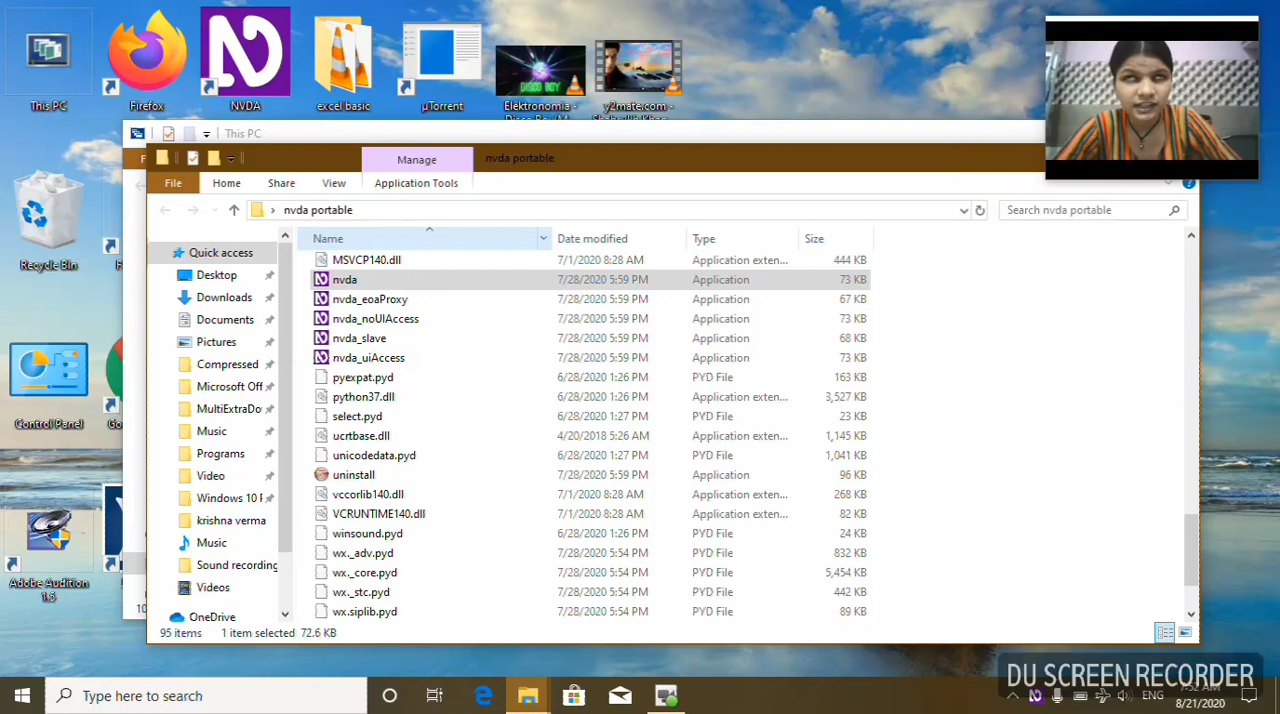 This PC
Firefox
NVDA
excel basic
µTorrent
Elektronomia -
y2mate.com -
This PC
Manage
nvda portable
File
Home
Share
View
Application Tools
nvda portable
Search nvda portable
Name
Date modified
Type
Size
Quick access
Desktop
Downloads
Documents
Pictures
Compressed
Microsoft Off
MultiExtraDo
Music
Programs
Video
Windows 10
krishna verma
Music
Sound recording
Videos
OneDrive
MSVCP140.dll 7/1/2020 8:28 AM Application exten... 444 KB
nvda 7/28/2020 5:59 PM Application 73 KB
nvda_eoaProxy 7/28/2020 5:59 PM Application 67 KB
nvda_noUIAccess 7/28/2020 5:59 PM Application 73 KB
nvda_slave 7/28/2020 5:59 PM Application 68 KB
nvda_uiAccess 7/28/2020 5:59 PM Application 73 KB
pyexpat.pyd 6/28/2020 1:26 PM PYD File 163 KB
python37.dll 6/28/2020 1:26 PM Application exten... 3,527 KB
select.pyd 6/28/2020 1:27 PM PYD File 23 KB
ucrtbase.dll 4/20/2018 5:26 AM Application exten... 1,145 KB
unicodedata.pyd 6/28/2020 1:27 PM PYD File 1,041 KB
uninstall 7/28/2020 5:59 PM Application 96 KB
vccorlib140.dll 7/1/2020 8:28 AM Application exten... 268 KB
VCRUNTIME140.dll 7/1/2020 8:28 AM Application exten... 82 KB
winsound.pyd 6/28/2020 1:26 PM PYD File 24 KB
wx._adv.pyd 7/28/2020 5:54 PM PYD File 832 KB
wx._core.pyd 7/28/2020 5:54 PM PYD File 5,454 KB
wx._stc.pyd 7/28/2020 5:54 PM PYD File 442 KB
wx.siplib.pyd 7/28/2020 5:54 PM PYD File 89 KB
95 items 1 item selected 72.6 KB
Recycle Bin
Control Panel
Adobe Audition
1.5
DU SCREEN RECORDER
Type here to search
ENG
7:52 AM
8/21/2020